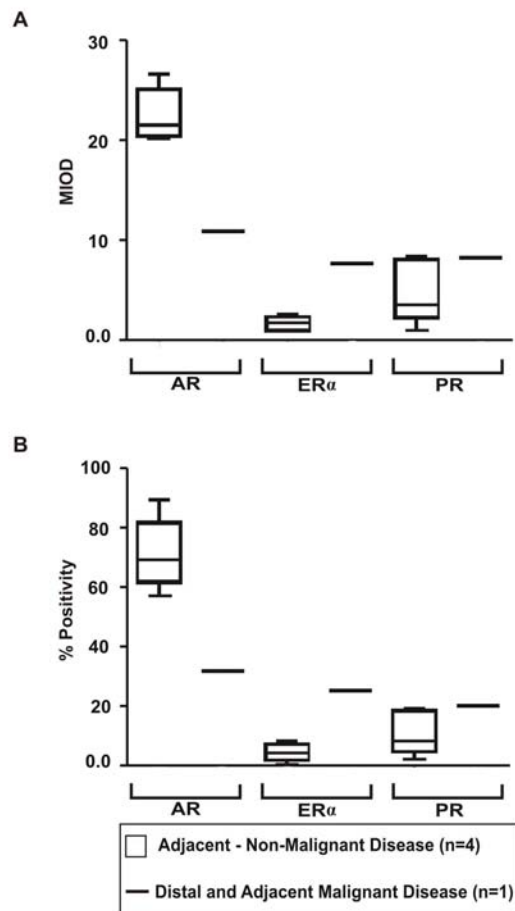 A
30
20
10
0.0
MIOD
AR ERα PR
B
100
80
60
40
20
0.0
% Positivity
AR ERα PR
Adjacent - Non-Malignant Disease (n=4)
Distal and Adjacent Malignant Disease (n=1)